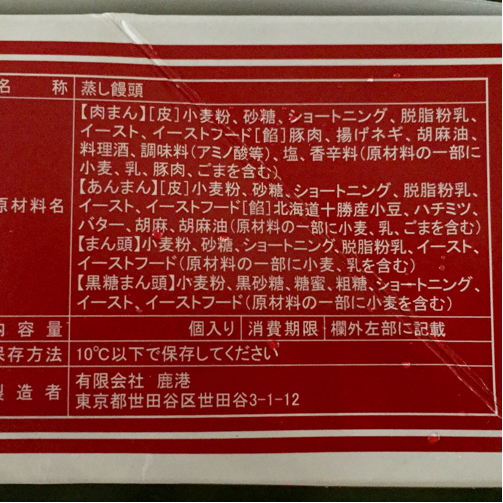 名 称 蒸し饅頭
【肉まん】[皮]小麦粉、砂糖、ショートニング、脱脂粉乳、
イースト、イーストフード[餡]豚肉、揚げネギ、胡麻油、
料理酒、調味料(アミノ酸等)、塩、香辛料(原材料の一部に
小麦、乳、豚肉、ごまを含む)
【あんまん】[皮]小麦粉、砂糖、ショートニング、脱脂粉乳、
原材料名 イースト、イーストフード[餡]北海道十勝産小豆、ハチミツ、
バター、胡麻、胡麻油(原材料の一部に小麦、乳、ごまを含む)
【まん頭】小麦粉、砂糖、ショートニング、脱脂粉乳、イースト、
イーストフード(原材料の一部に小麦、乳を含む)
【黒糖まん頭】小麦粉、黒砂糖、糖蜜、粗糖、ショートニング、
イースト、イーストフード(原材料の一部に小麦を含む)
内容量 個入り 消費期限 欄外左部に記載
保存方法 10℃以下で保存してください
製造者 有限会社 鹿港
東京都世田谷区世田谷3-1-12